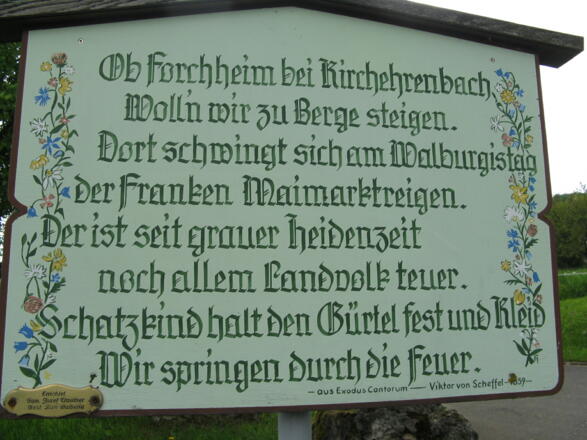 Ob Forchheim bei Kirchehrenbach
Woll'n wir zu Berge steigen.
Dort schwingt sich am Walburgistag
der Franken Maimarktreigen.
Der ist seit grauer Heidenzeit
noch allem Landvolk teuer.
Schatzkind halt den Gürtel fest und Kleid
Wir springen durch die Feuer.
— aus Exodus Cantorum — Viktor von Scheffel - 1859 -
Errichtet